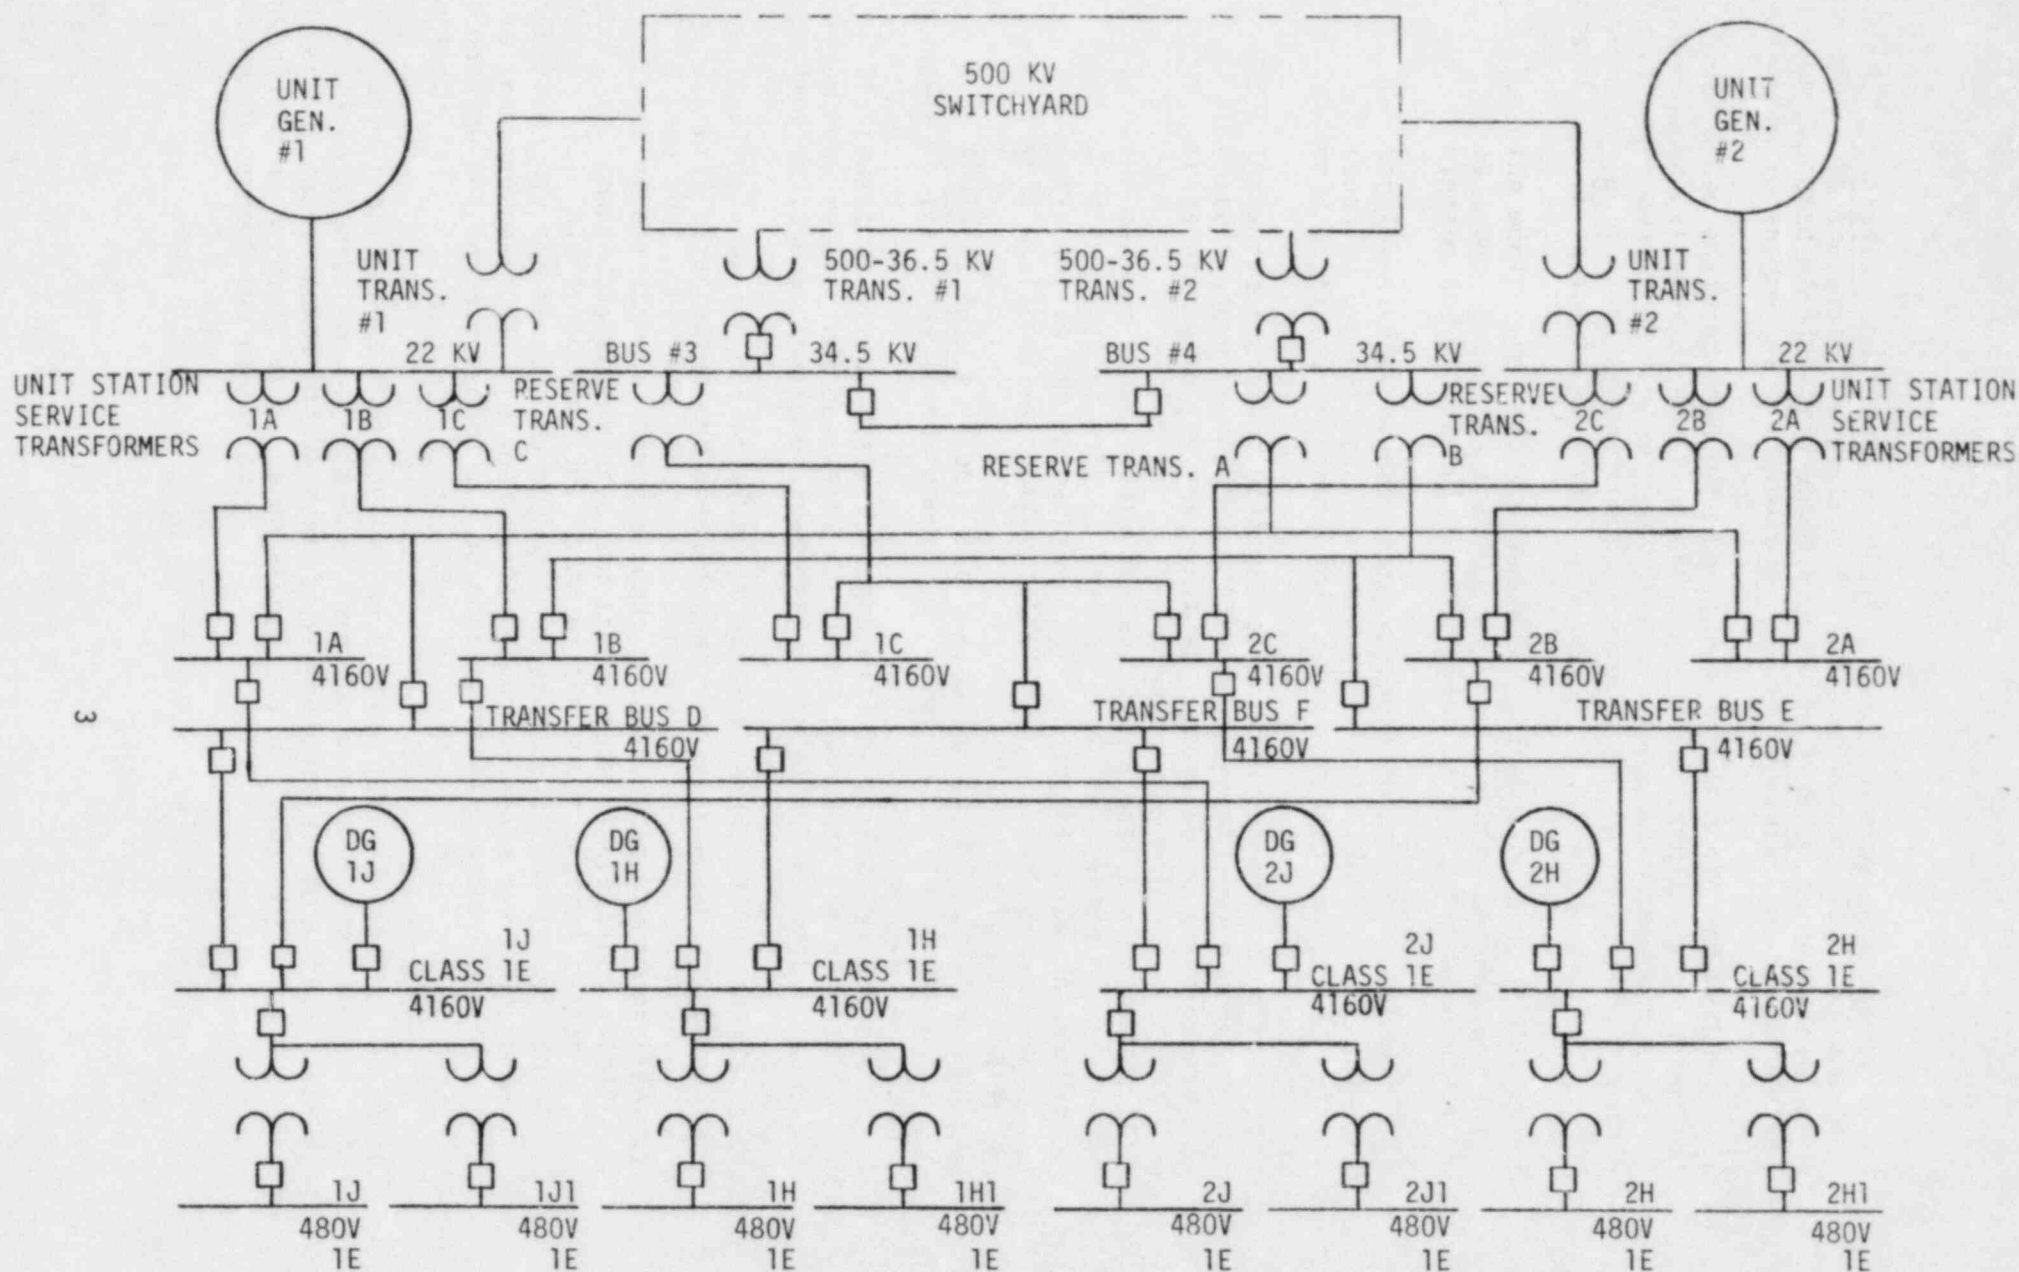 UNIT
GEN.
#1
500 KV
SWITCHYARD
UNIT
GEN.
#2
UNIT
TRANS.
#1
500-36.5 KV
TRANS. #1
500-36.5 KV
TRANS. #2
UNIT
TRANS.
#2
22 KV
BUS #3
34.5 KV
BUS #4
34.5 KV
22 KV
UNIT STATION
SERVICE
TRANSFORMERS
1A
1B
1C
RESERVE
TRANS.
C
RESERVE TRANS. A
RESERVE
TRANS.
B
2C
2B
2A
UNIT STATION
SERVICE
TRANSFORMERS
1A
4160V
1B
4160V
1C
4160V
2C
4160V
2B
4160V
2A
4160V
3
TRANSFER BUS D
4160V
TRANSFER BUS F
4160V
TRANSFER BUS E
4160V
DG
1J
DG
1H
DG
2J
DG
2H
1J
CLASS 1E
4160V
1H
CLASS 1E
4160V
2J
CLASS 1E
4160V
2H
CLASS 1E
4160V
1J
480V
1E
1J1
480V
1E
1H
480V
1E
1H1
480V
1E
2J
480V
1E
2J1
480V
1E
2H
480V
1E
2H1
480V
1E